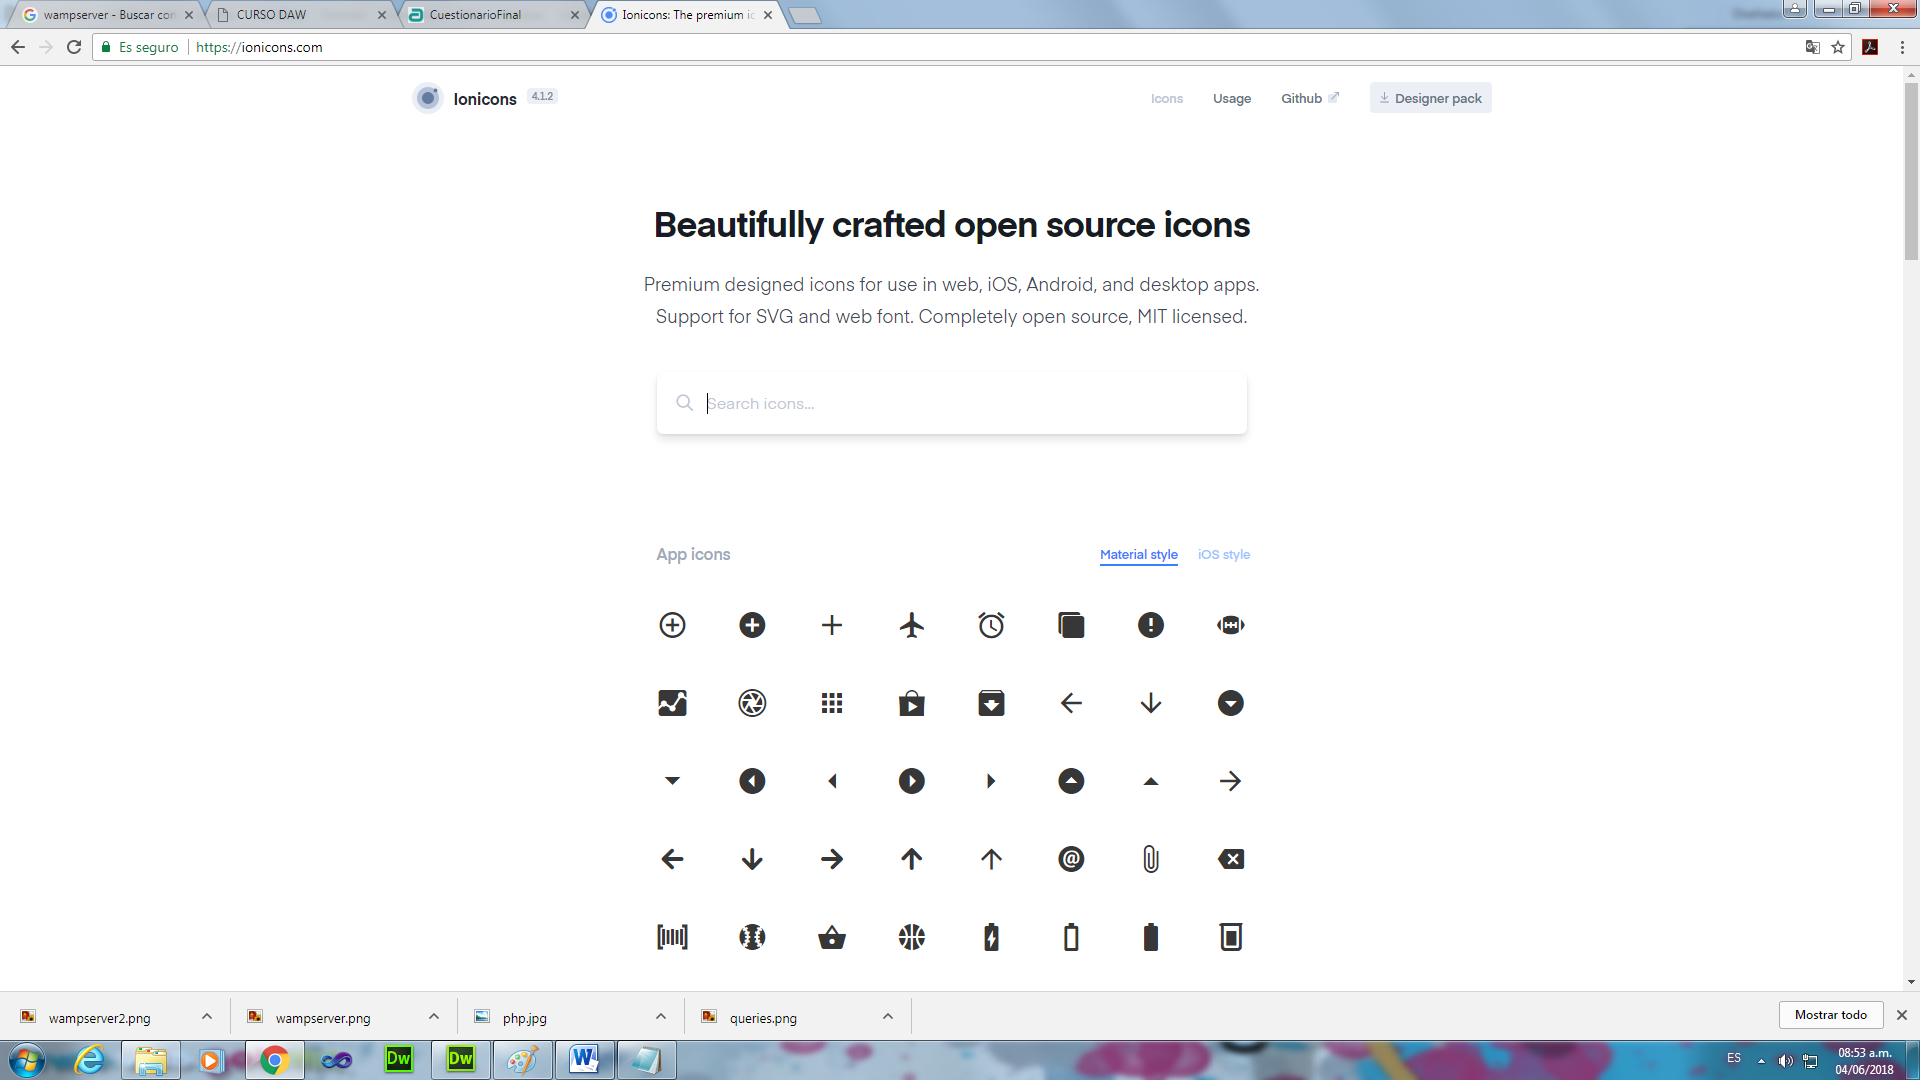 wampserver - Buscar con
CURSO DAW
CuestionarioFinal
Ionicons: The premium ic
Es seguro
https://ionicons.com
Ionicons
4.1.2
Icons
Usage
Github
Designer pack
Beautifully crafted open source icons
Premium designed icons for use in web, iOS, Android, and desktop apps.
Support for SVG and web font. Completely open source, MIT licensed.
Search icons...
App icons
Material style
iOS style
wampserver2.png
wampserver.png
php.jpg
queries.png
Mostrar todo
Dw
Dw
W
ES
08:53 a.m.
04/06/2018